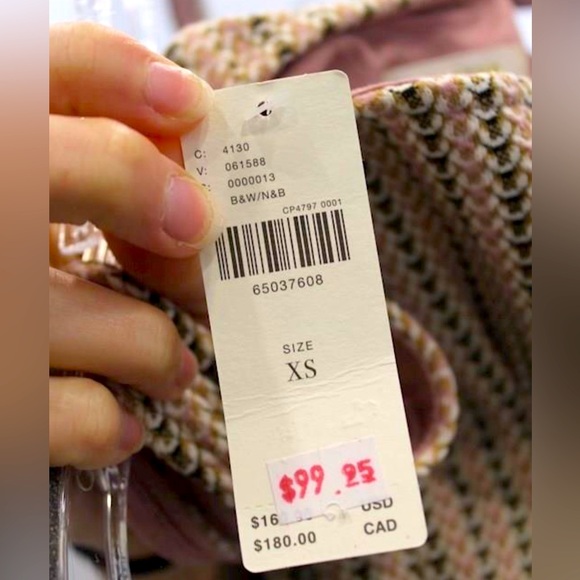 C: 4130
V: 061588
0000013
B&W/N&B
CP4797 0001
65037608
SIZE
XS
$99.25
USD
$180.00 CAD